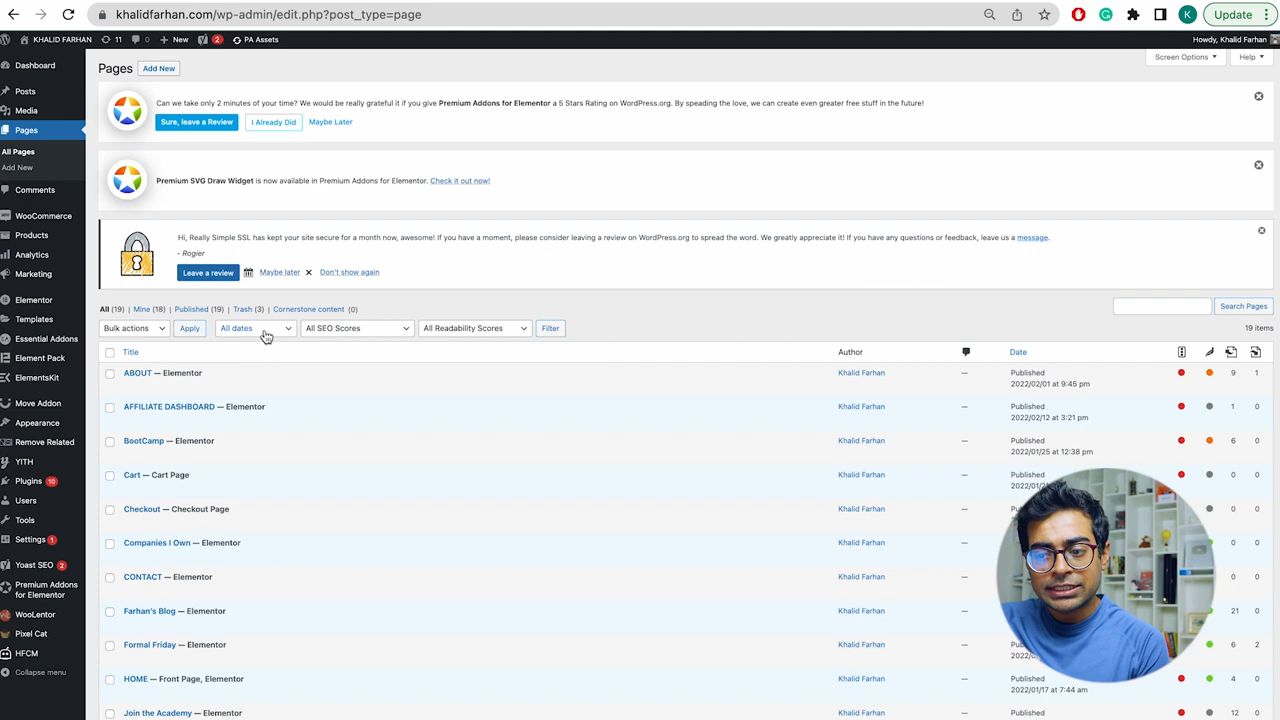 khalidfarhan.com/wp-admin/edit.php?post_type=page
K
Update
KHALID FARHAN 11 0 + New 2 PA Assets
Howdy, Khalid Farhan
Dashboard
Posts
Media
Pages
All Pages
Add New
Comments
WooCommerce
Products
Analytics
Marketing
Elementor
Templates
Essential Addons
Element Pack
ElementsKit
Move Addon
Appearance
Remove Related
YITH
Plugins 10
Users
Tools
Settings 1
Yoast SEO 2
Premium Addons
for Elementor
WooLentor
Pixel Cat
HFCM
Collapse menu
Pages Add New
Screen Options Help
Can we take only 2 minutes of your time? We would be really grateful it if you give Premium Addons for Elementor a 5 Stars Rating on WordPress.org. By speading the love, we can create even greater free stuff in the future!
Sure, leave a Review I Already Did Maybe Later
Premium SVG Draw Widget is now available in Premium Addons for Elementor. Check it out now!
Hi, Really Simple SSL has kept your site secure for a month now, awesome! If you have a moment, please consider leaving a review on WordPress.org to spread the word. We greatly appreciate it! If you have any questions or feedback, leave us a message.
- Rogier
Leave a review Maybe later Don't show again
All (19) | Mine (18) | Published (19) | Trash (3) | Cornerstone content (0)
Search Pages
Bulk actions Apply All dates All SEO Scores All Readability Scores Filter
19 items
Title Author Date
ABOUT — Elementor Khalid Farhan — Published 9 1
2022/02/01 at 9:45 pm
AFFILIATE DASHBOARD — Elementor Khalid Farhan — Published 1 0
2022/02/12 at 3:21 pm
BootCamp — Elementor Khalid Farhan — Published 6 0
2022/01/25 at 12:38 pm
Cart — Cart Page Khalid Farhan — Published 0 0
2022/01/
Checkout — Checkout Page Khalid Farhan — 0 0
Companies I Own — Elementor Khalid Farhan — 0 0
CONTACT — Elementor Khalid Farhan — 0 0
Farhan's Blog — Elementor Khalid Farhan — 21 0
Formal Friday — Elementor Khalid Farhan — 6 2
HOME — Front Page, Elementor Khalid Farhan — 4 0
2022/01/17 at 7:44 am
Join the Academy — Elementor Khalid Farhan — Published 12 0